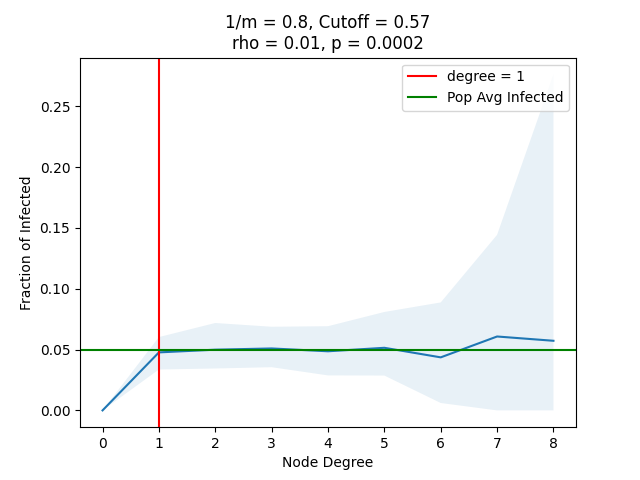 1/m = 0.8, Cutoff = 0.57
rho = 0.01, p = 0.0002
degree = 1
Pop Avg Infected
0.25
0.20
0.15
0.10
0.05
0.00
Fraction of Infected
0 1 2 3 4 5 6 7 8
Node Degree